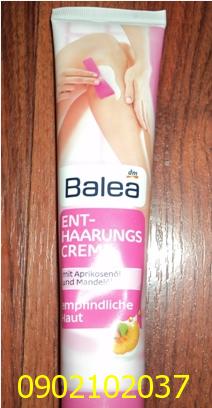 dm
Balea
ENT-
HAARUNGS
CREME
mit Aprikosenöl
und Mandelöl
empfindliche
Haut
0902102037